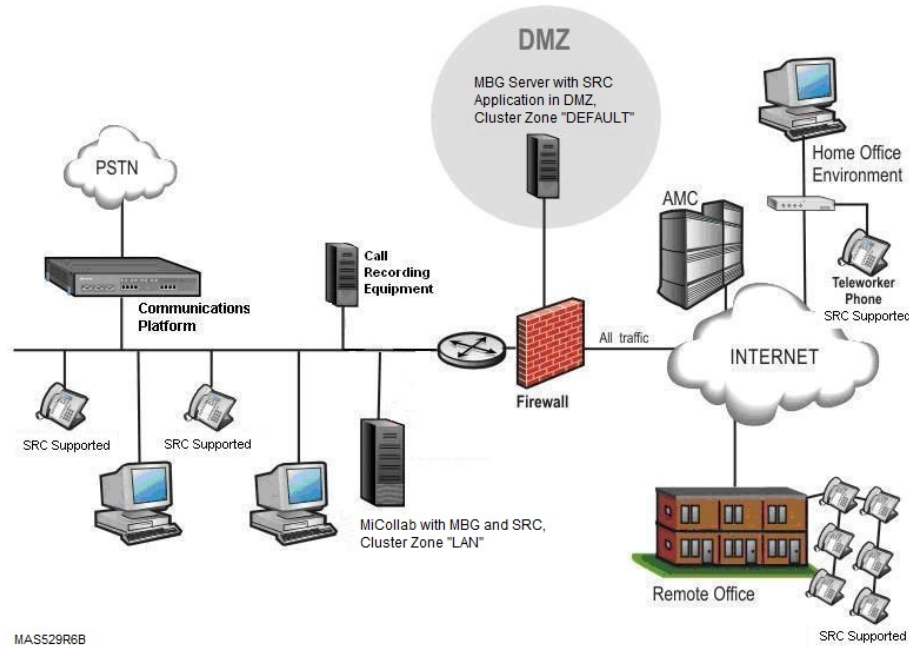 DMZ
MBG Server with SRC
Application in DMZ,
Cluster Zone "DEFAULT"
PSTN
Home Office
Environment
AMC
Call
Recording
Equipment
Teleworker
Phone
SRC Supported
Communications
Platform
All traffic
INTERNET
Firewall
SRC Supported
SRC Supported
MiCollab with MBG and SRC,
Cluster Zone "LAN"
Remote Office
SRC Supported
MAS529R6B